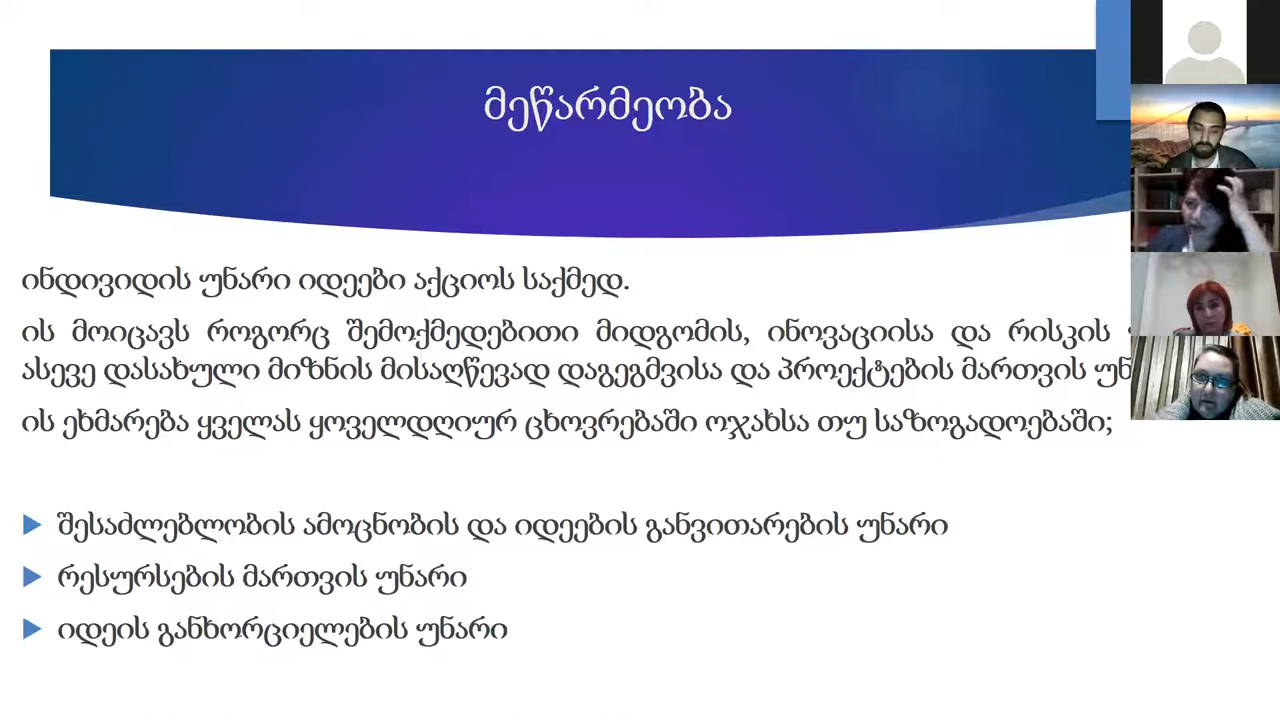 მეწარმეობა
ინდივიდის უნარი იდეები აქციოს საქმედ.
ის მოიცავს როგორც შემოქმედებითი მიდგომის, ინოვაციისა და რისკის
ასევე დასახული მიზნის მისაღწევად დაგეგმვისა და პროექტების მართვის უნ
ის ეხმარება ყველას ყოველდღიურ ცხოვრებაში ოჯახსა თუ საზოგადოებაში;
შესაძლებლობის ამოცნობის და იდეების განვითარების უნარი
რესურსების მართვის უნარი
იდეის განხორციელების უნარი